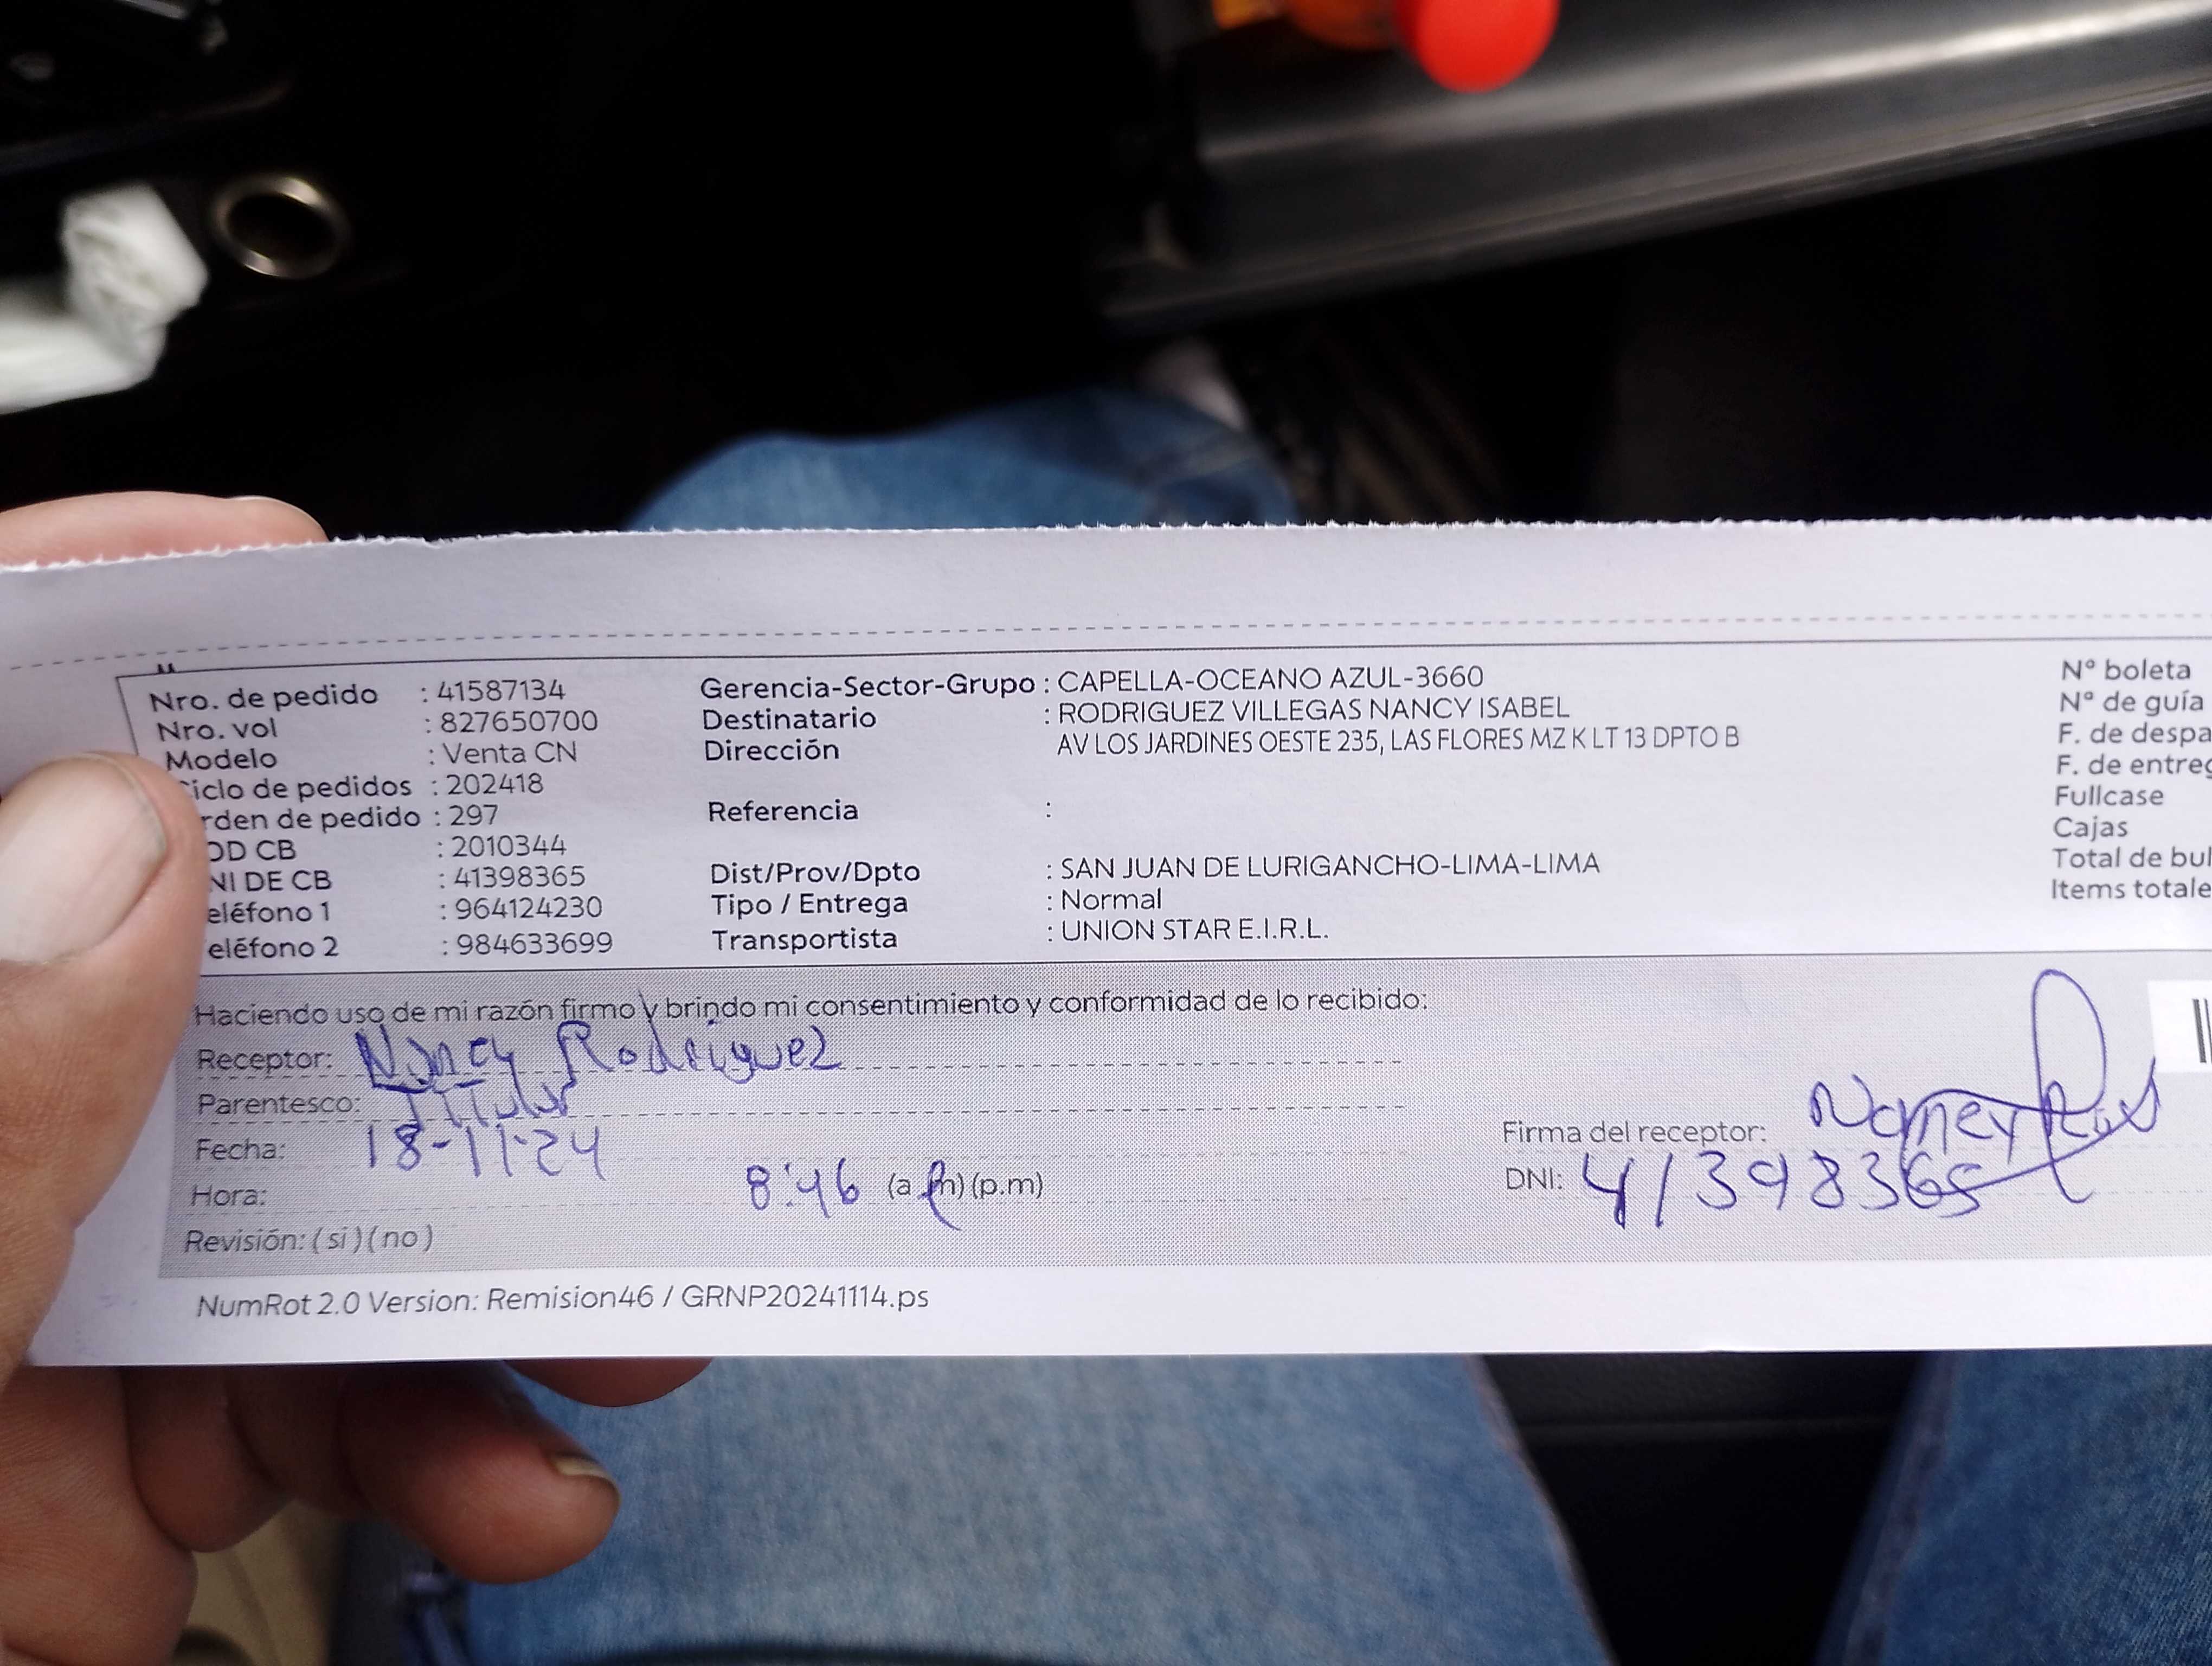 Nro. de pedido : 41587134 Gerencia-Sector-Grupo : CAPELLA-OCEANO AZUL-3660 N° boleta
Nro. vol : 827650700 Destinatario : RODRIGUEZ VILLEGAS NANCY ISABEL N° de guía
Modelo : Venta CN Dirección AV LOS JARDINES OESTE 235, LAS FLORES MZ K LT 13 DPTO B F. de despa
iclo de pedidos : 202418 F. de entreg
rden de pedido : 297 Referencia : Fullcase
OD CB : 2010344 Cajas
NI DE CB : 41398365 Dist/Prov/Dpto : SAN JUAN DE LURIGANCHO-LIMA-LIMA Total de bul
eléfono 1 : 964124230 Tipo / Entrega : Normal Items totale
eléfono 2 : 984633699 Transportista : UNION STAR E.I.R.L.
Haciendo uso de mi razón firmo y brindo mi consentimiento y conformidad de lo recibido:
Receptor: Nancy Rodriguez
Parentesco: Titular
Fecha: 18-11-24 Firma del receptor: Nancy
Hora: 8:46 (a.m) (p.m) DNI: 41398365
Revisión: ( si ) ( no )
NumRot 2.0 Version: Remision46 / GRNP20241114.ps